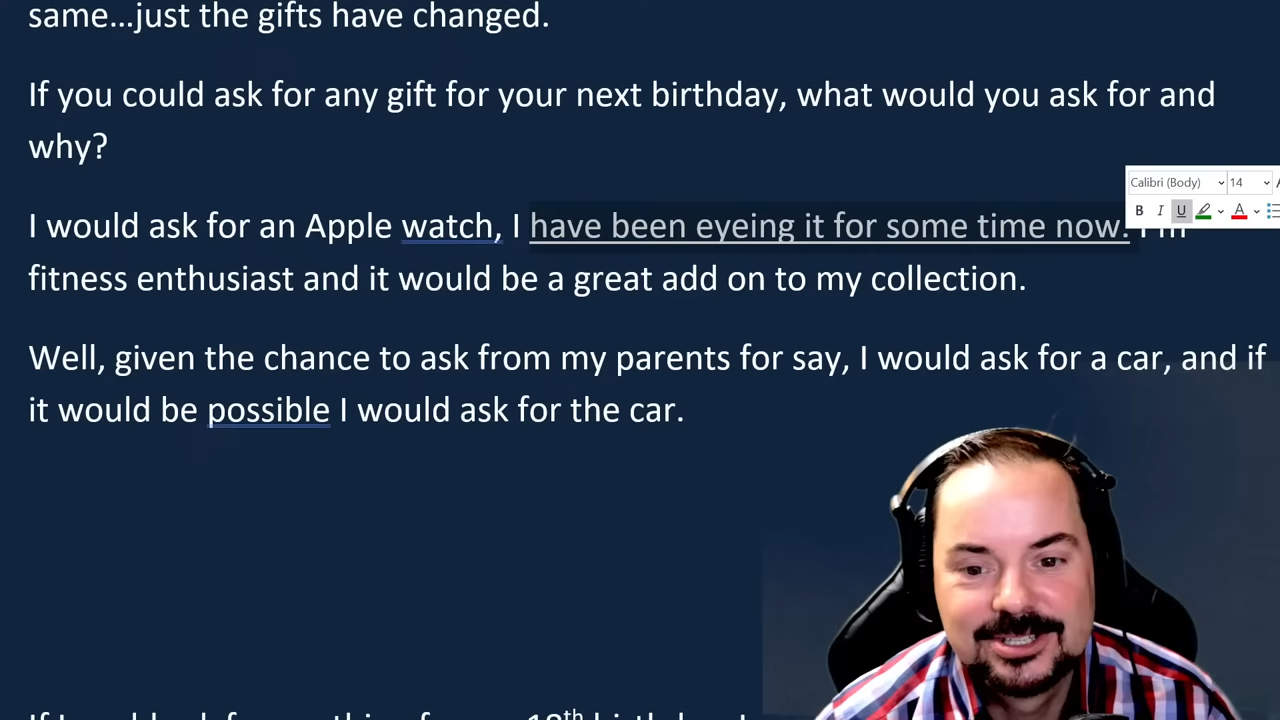 same...just the gifts have changed.
If you could ask for any gift for your next birthday, what would you ask for and
why?
Calibri (Body) 14
B I U A
I would ask for an Apple watch, I have been eyeing it for some time now. I'm
fitness enthusiast and it would be a great add on to my collection.
Well, given the chance to ask from my parents for say, I would ask for a car, and if
it would be possible I would ask for the car.